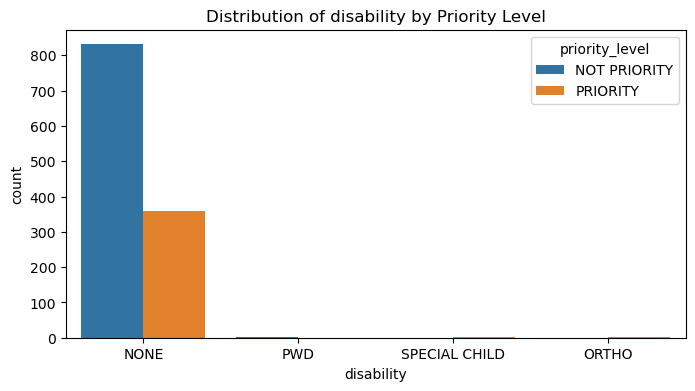 Distribution of disability by Priority Level
priority_level
NOT PRIORITY
PRIORITY
count
800
700
600
500
400
300
200
100
0
NONE
PWD
SPECIAL CHILD
ORTHO
disability